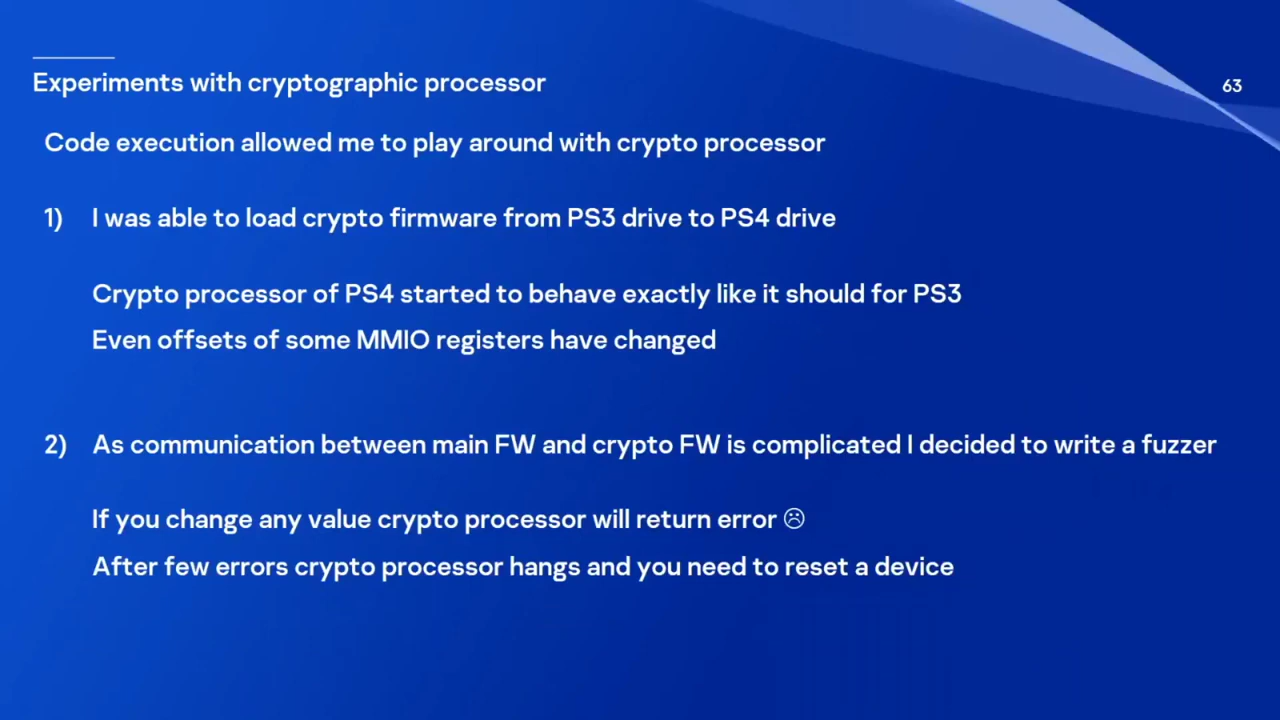 Experiments with cryptographic processor
63
Code execution allowed me to play around with crypto processor
1) I was able to load crypto firmware from PS3 drive to PS4 drive
Crypto processor of PS4 started to behave exactly like it should for PS3
Even offsets of some MMIO registers have changed
2) As communication between main FW and crypto FW is complicated I decided to write a fuzzer
If you change any value crypto processor will return error ☹
After few errors crypto processor hangs and you need to reset a device